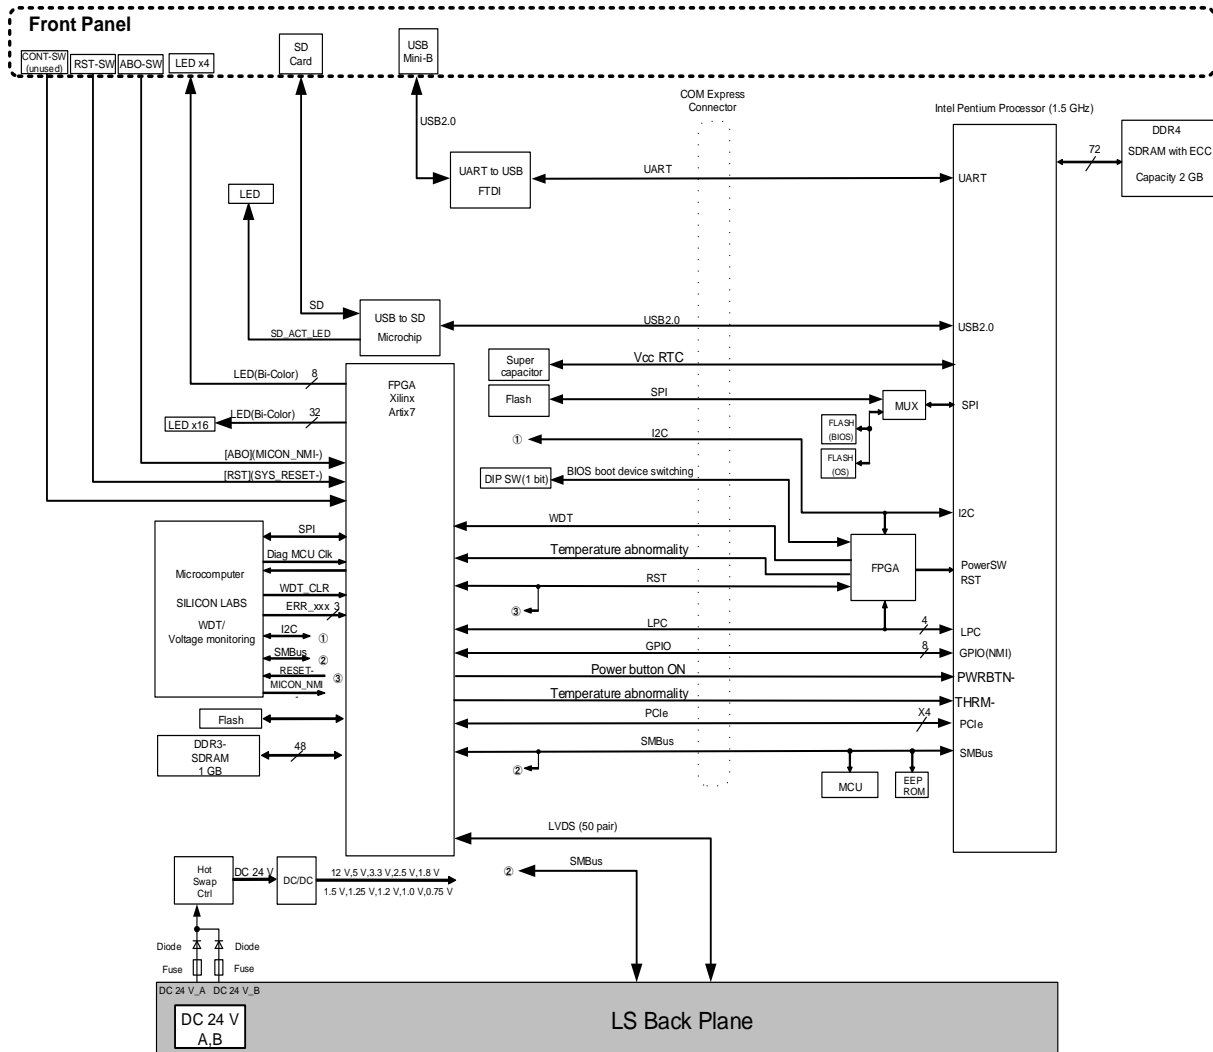 Front Panel
CONT-SW
(unused)
RST-SW
ABO-SW
LED x4
SD
Card
USB
Mini-B
COM Express
Connector
Intel Pentium Processor (1.5 GHz)
DDR4
SDRAM with ECC
Capacity 2 GB
72
USB2.0
UART to USB
FTDI
UART
UART
LED
SD
SD_ACT_LED
USB to SD
Microchip
USB2.0
USB2.0
LED(Bi-Color)
8
FPGA
Xilinx
Artix7
Super
capacitor
Vcc RTC
Flash
SPI
MUX
SPI
LED(Bi-Color)
32
LED x16
FLASH
(BIOS)
FLASH
(OS)
①
I2C
[ABO](MICON_NMI-)
[RST](SYS_RESET-)
DIP SW(1 bit)
BIOS boot device switching
I2C
WDT
Temperature abnormality
FPGA
PowerSW
RST
RST
③
Microcomputer
SILICON LABS
WDT/
Voltage monitoring
SPI
Diag MCU Clk
WDT_CLR
ERR_xxx
3
I2C
①
SMBus
②
RESET-
③
MICON_NMI
-
LPC
4
LPC
GPIO
8
GPIO(NMI)
Power button ON
PWRBTN-
Temperature abnormality
THRM-
PCIe
X4
PCIe
SMBus
SMBus
②
MCU
EEP
ROM
Flash
DDR3-
SDRAM
1 GB
48
LVDS (50 pair)
②
SMBus
Hot
Swap
Ctrl
DC 24 V
DC/DC
12 V,5 V,3.3 V,2.5 V,1.8 V
1.5 V,1.25 V,1.2 V,1.0 V,0.75 V
Diode
Diode
Fuse
Fuse
DC 24 V_A
DC 24 V_B
DC 24 V
A,B
LS Back Plane